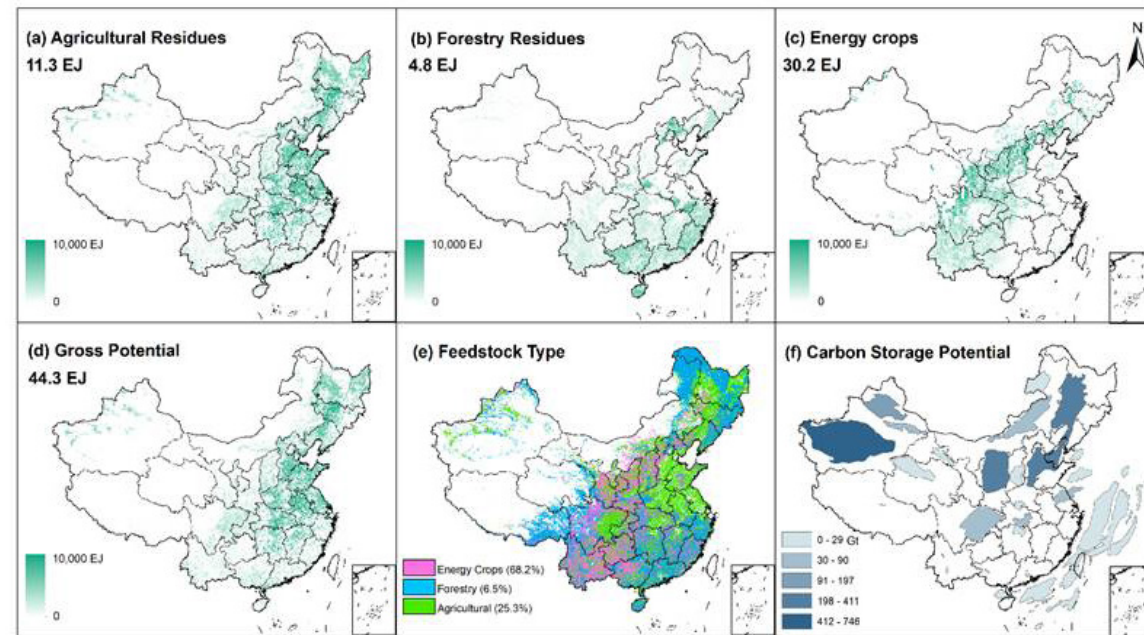 (a) Agricultural Residues
11.3 EJ
10,000 EJ
0
(b) Forestry Residues
4.8 EJ
10,000 EJ
0
(c) Energy crops
30.2 EJ
10,000 EJ
0
N
(d) Gross Potential
44.3 EJ
10,000 EJ
0
(e) Feedstock Type
Energy Crops (68.2%)
Forestry (6.5%)
Agricultural (25.3%)
(f) Carbon Storage Potential
0 - 29 Gt
30 - 90
91 - 197
198 - 411
412 - 746